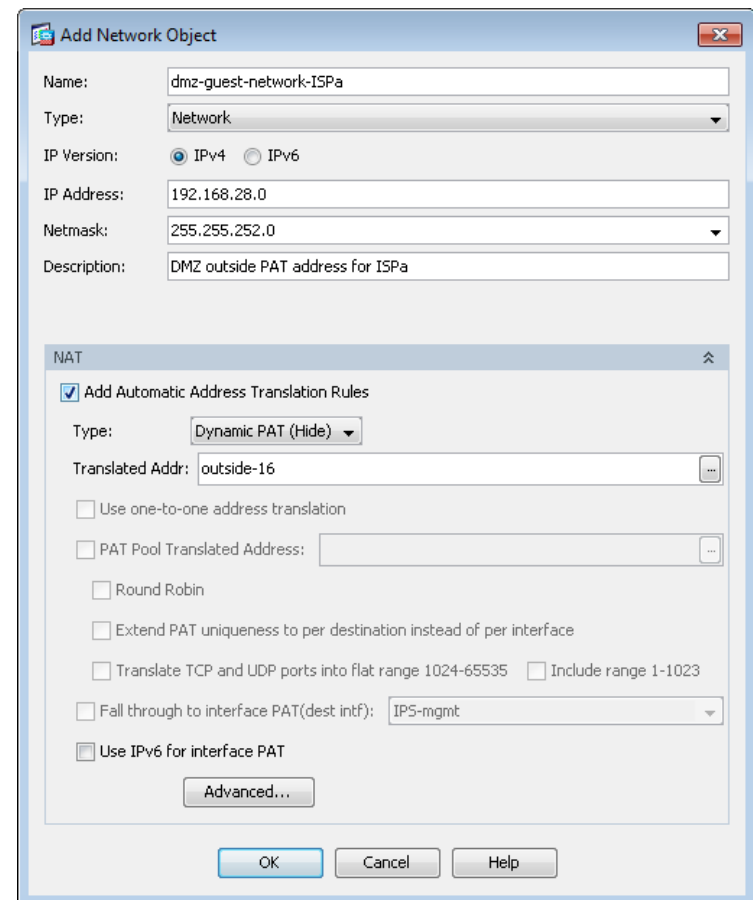 Add Network Object
Name: dmz-guest-network-ISPa
Type: Network
IP Version: IPv4 IPv6
IP Address: 192.168.28.0
Netmask: 255.255.252.0
Description: DMZ outside PAT address for ISPa
NAT
Add Automatic Address Translation Rules
Type: Dynamic PAT (Hide)
Translated Addr: outside-16 ...
Use one-to-one address translation
PAT Pool Translated Address: ...
Round Robin
Extend PAT uniqueness to per destination instead of per interface
Translate TCP and UDP ports into flat range 1024-65535 Include range 1-1023
Fall through to interface PAT(dest intf): IPS-mgmt
Use IPv6 for interface PAT
Advanced...
OK Cancel Help